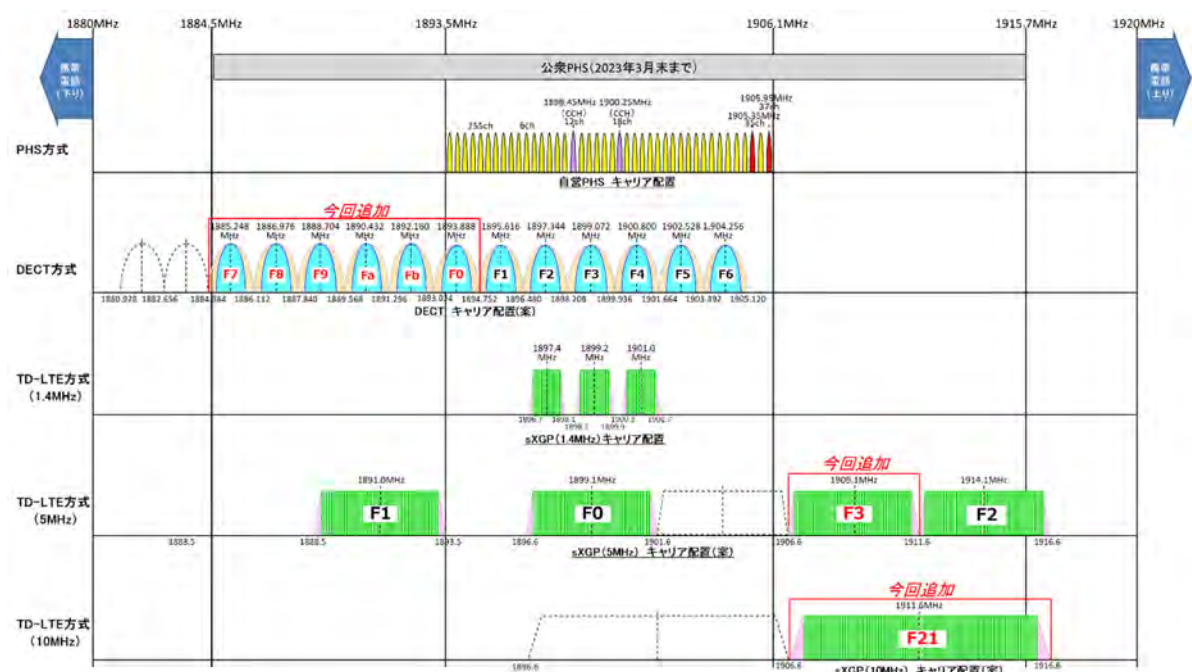 1880MHz 1884.5MHz 1893.5MHz 1906.1MHz 1915.7MHz 1920MHz
携帯電話(下り)
公衆PHS(2023年3月末まで)
携帯電話(上り)
PHS方式
255ch 6ch
1898.45MHz (CCH) 12ch
1900.25MHz (CCH) 18ch
1905.35MHz 35ch
1905.95MHz 37ch
自営PHS キャリア配置
今回追加
DECT方式
1885.248 MHz 1886.976 MHz 1888.704 MHz 1890.432 MHz 1892.160 MHz 1893.888 MHz 1895.616 MHz 1897.344 MHz 1899.072 MHz 1900.800 MHz 1902.528 MHz 1904.256 MHz
F7 F8 F9 Fa Fb F0 F1 F2 F3 F4 F5 F6
1882.656 1884.384 1886.112 1887.840 1889.568 1891.296 1893.024 1894.752 1896.480 1898.208 1899.936 1901.664 1905.120
DECT キャリア配置(案)
TD-LTE方式
(1.4MHz)
1897.4 MHz 1899.2 MHz 1901.0 MHz
1896.7 1898.1
1899.9
sXGP(1.4MHz)キャリア配置
今回追加
TD-LTE方式
(5MHz)
1891.0MHz 1899.1MHz 1909.1MHz 1914.1MHz
F1 F0 F3 F2
1888.5 1893.5 1896.6 1901.6 1906.6 1911.6 1916.6
sXGP(5MHz) キャリア配置(案)
今回追加
TD-LTE方式
(10MHz)
1911.6MHz
F21
1896.6 1906.6 1916.6
sXGP(10MHz)キャリア配置(案)